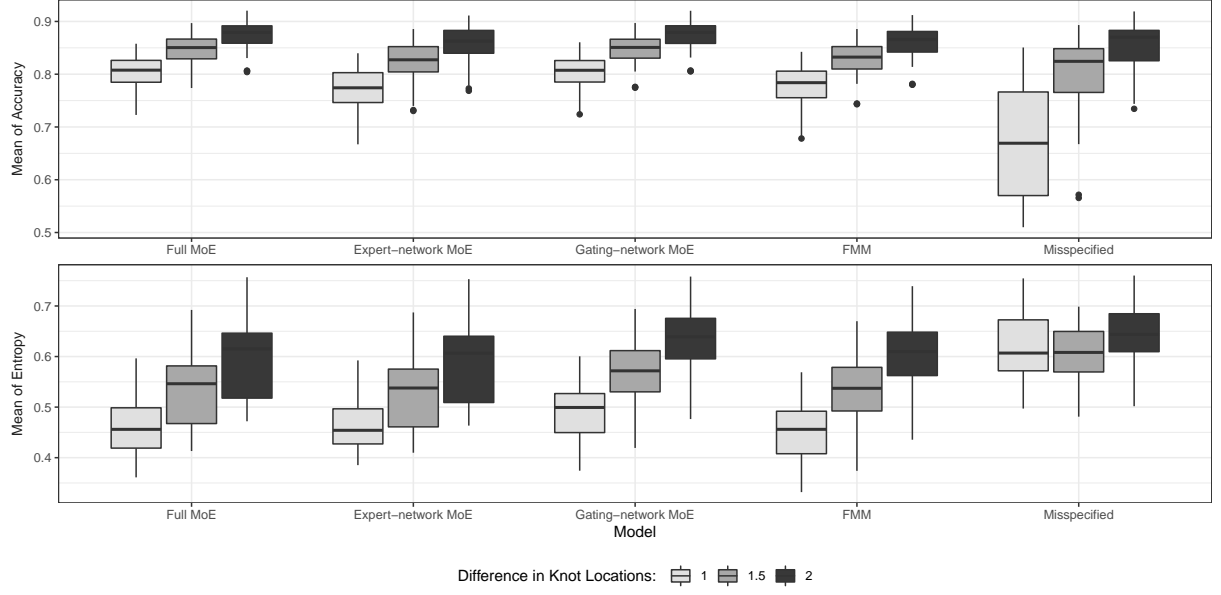 Mean of Accuracy
0.9
0.8
0.7
0.6
0.5
Full MoE Expert−network MoE Gating−network MoE FMM Misspecified
Mean of Entropy
0.7
0.6
0.5
0.4
Full MoE Expert−network MoE Gating−network MoE FMM Misspecified
Model
Difference in Knot Locations: 1 1.5 2